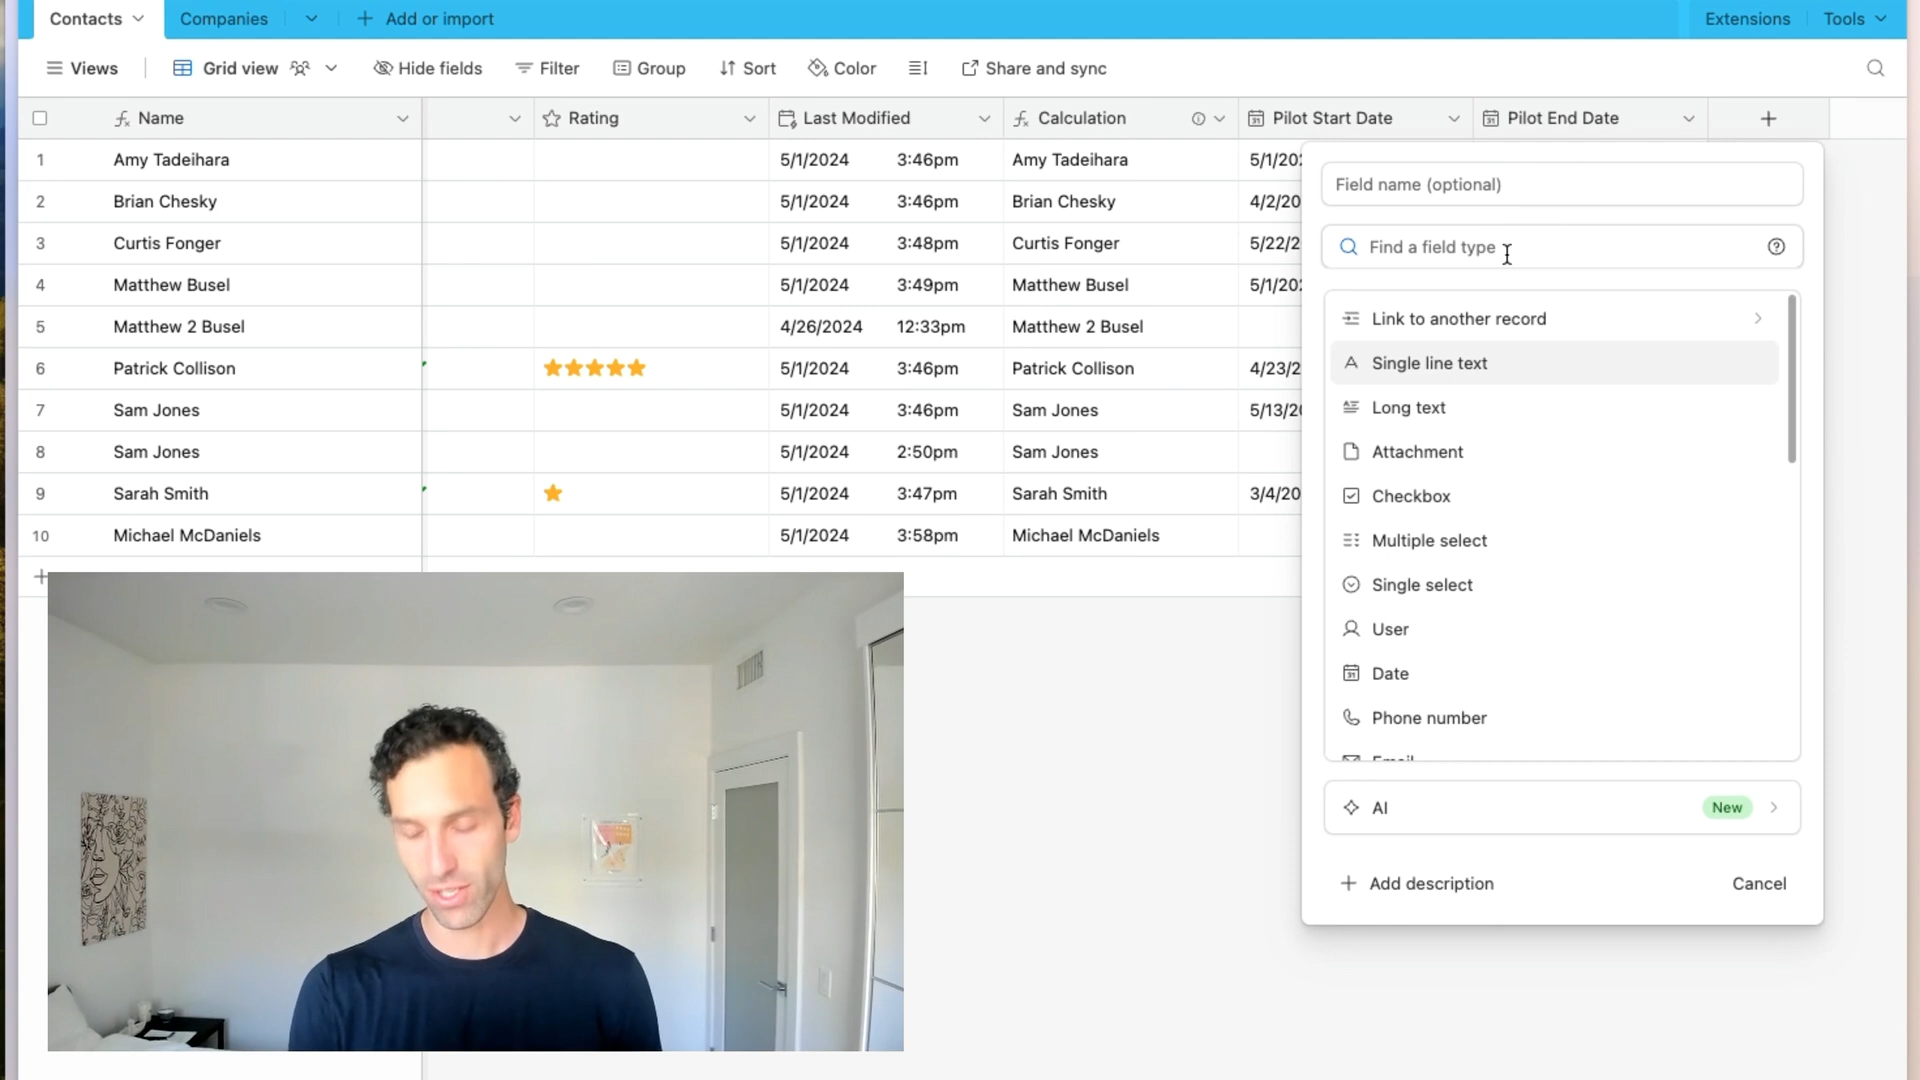 Contacts Companies Add or import Extensions Tools
Views Grid view Hide fields Filter Group Sort Color Share and sync
Name Rating Last Modified Calculation Pilot Start Date Pilot End Date
1 Amy Tadeihara 5/1/2024 3:46pm Amy Tadeihara
2 Brian Chesky 5/1/2024 3:46pm Brian Chesky
3 Curtis Fonger 5/1/2024 3:48pm Curtis Fonger
4 Matthew Busel 5/1/2024 3:49pm Matthew Busel
5 Matthew 2 Busel 4/26/2024 12:33pm Matthew 2 Busel
6 Patrick Collison 5/1/2024 3:46pm Patrick Collison
7 Sam Jones 5/1/2024 3:46pm Sam Jones
8 Sam Jones 5/1/2024 2:50pm Sam Jones
9 Sarah Smith 5/1/2024 3:47pm Sarah Smith
10 Michael McDaniels 5/1/2024 3:58pm Michael McDaniels
Field name (optional)
Find a field type
Link to another record
Single line text
Long text
Attachment
Checkbox
Multiple select
Single select
User
Date
Phone number
Email
AI New
Add description Cancel